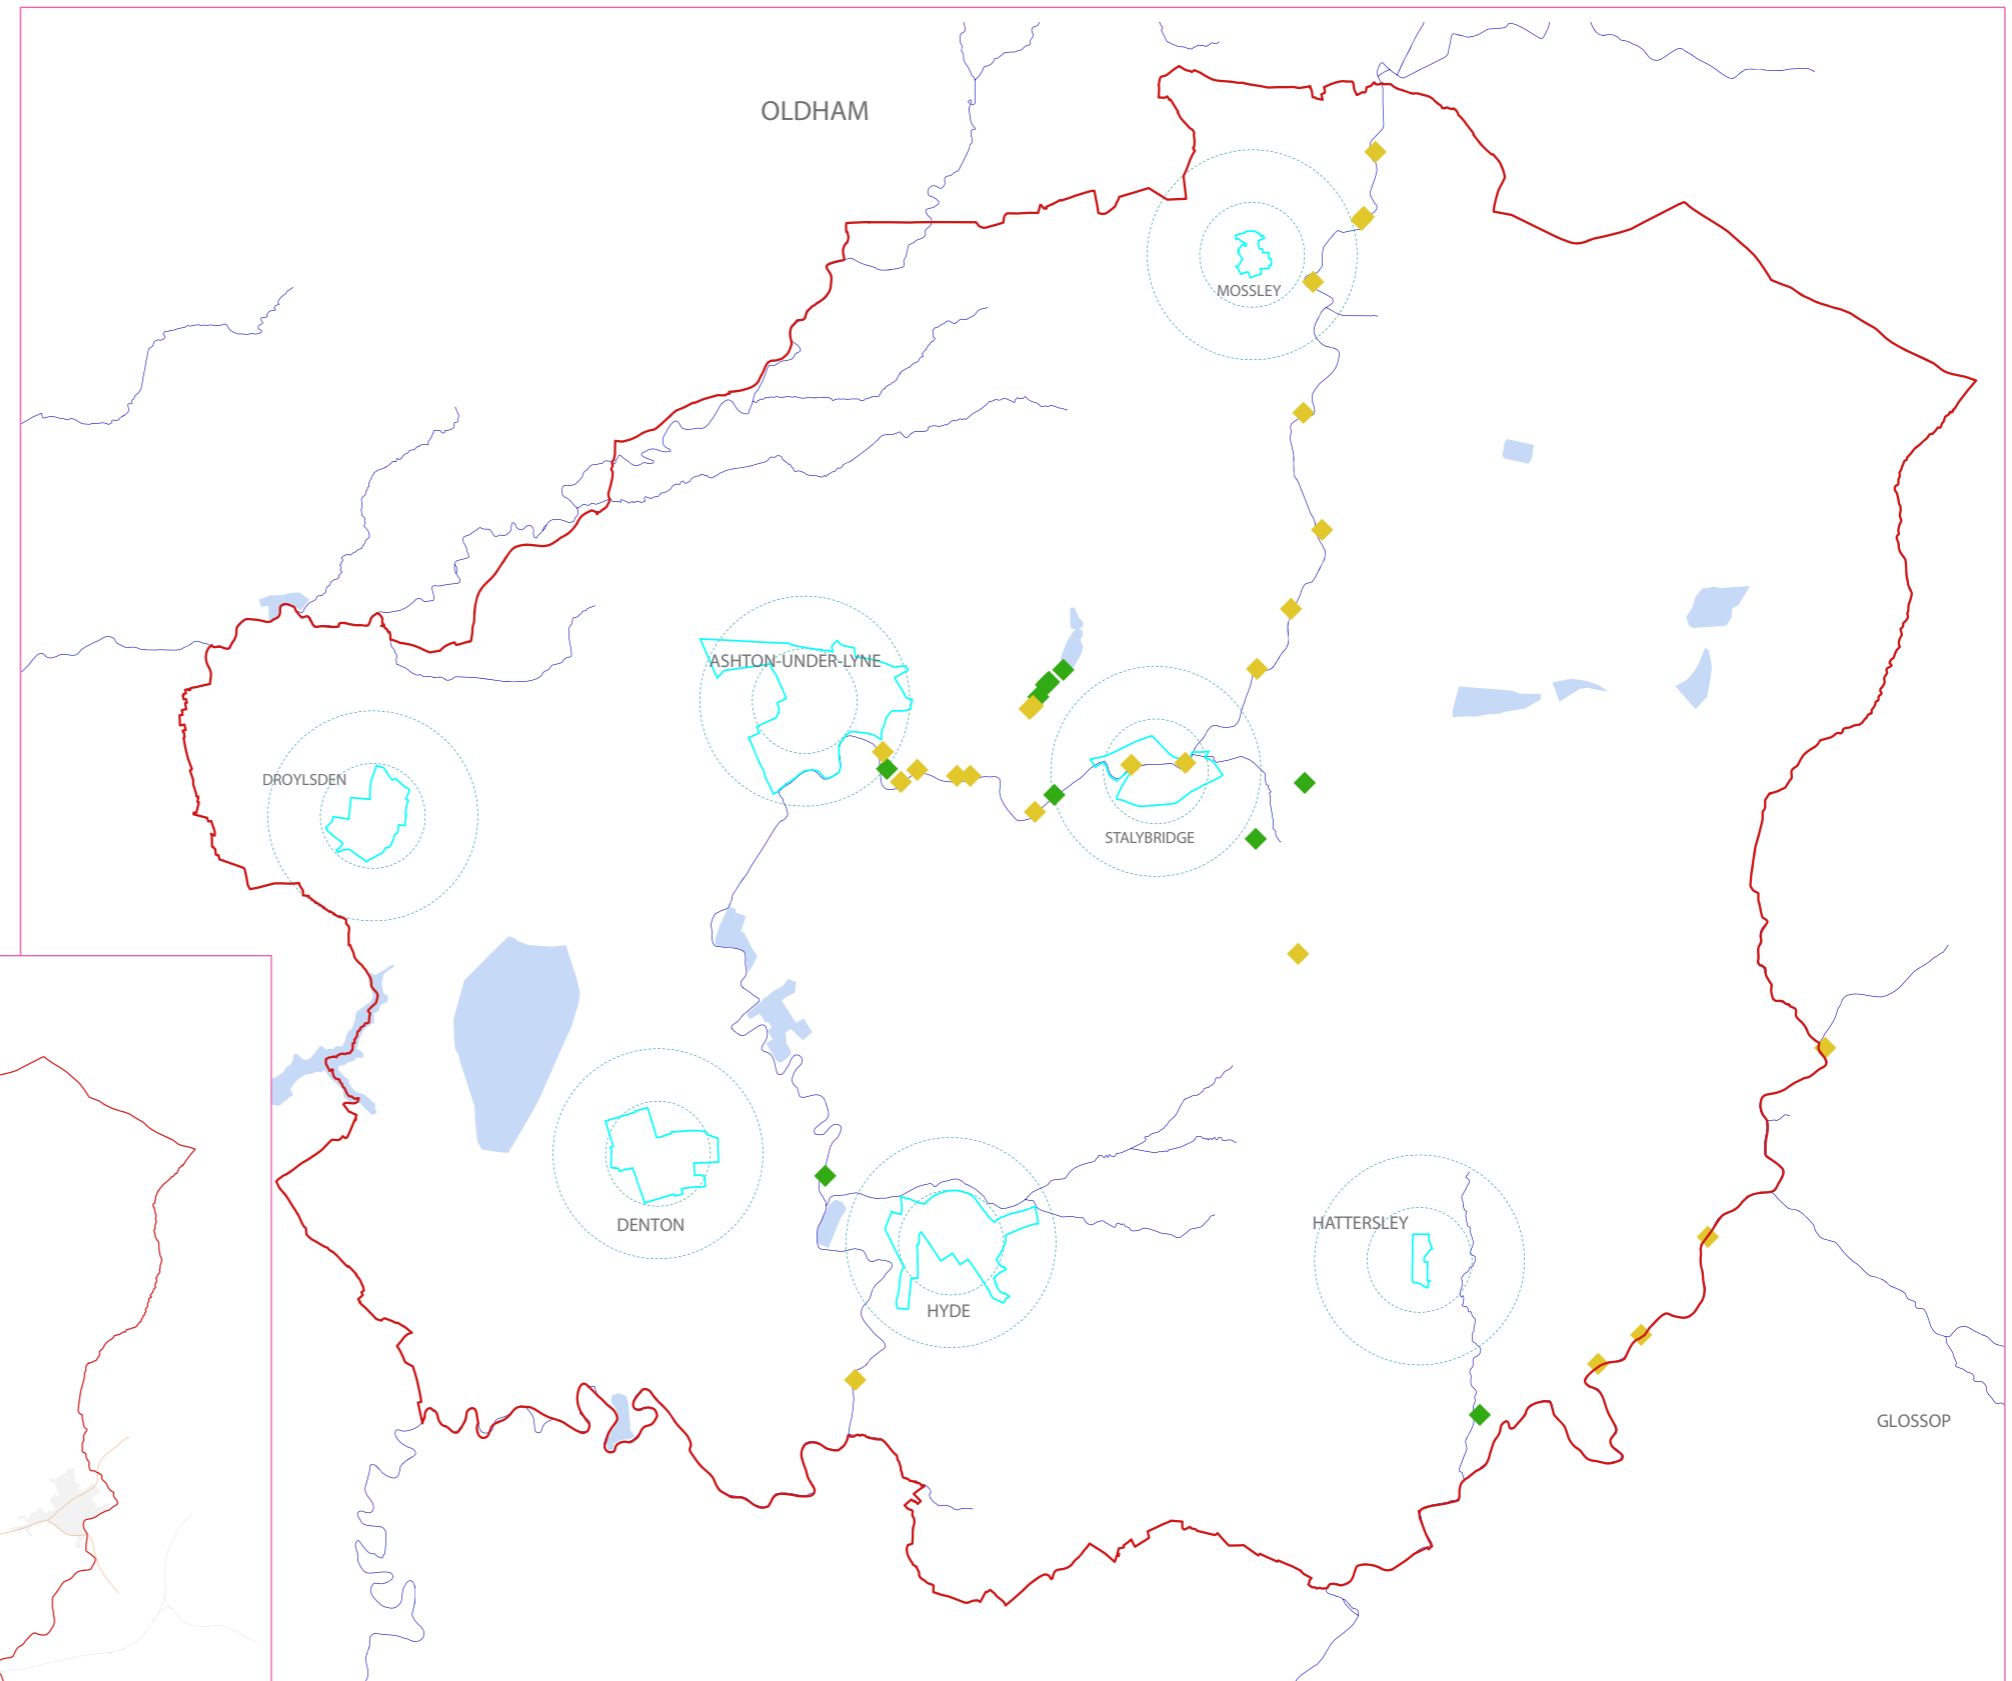 OLDHAM
MOSSLEY
ASHTON-UNDER-LYNE
DROYLSDEN
STALYBRIDGE
DENTON
HATTERSLEY
HYDE
GLOSSOP